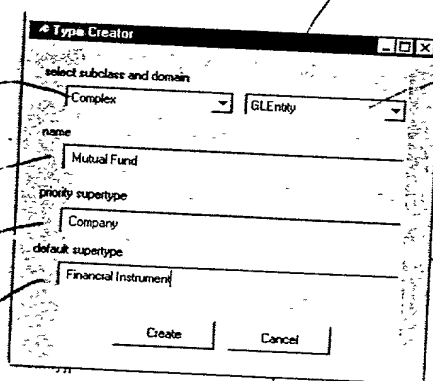 Type Creator
select subclass and domain
Complex GLEntity
name
Mutual Fund
priority supertype
Company
default supertype
Financial Instrument
Create Cancel